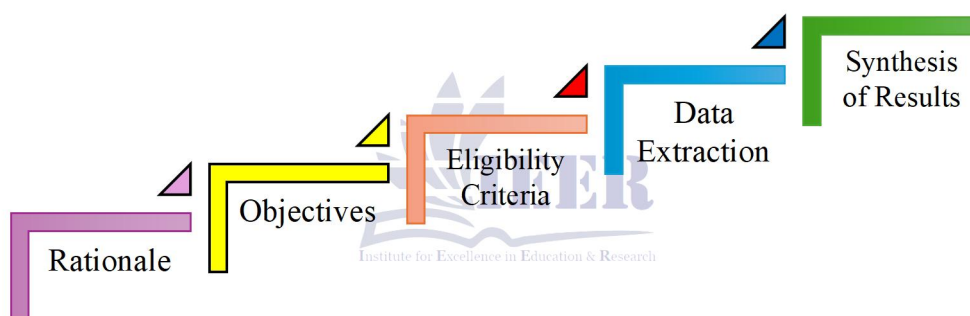 Rationale
Objectives
Eligibility
Criteria
Data
Extraction
Synthesis
of Results
IEER
Institute for Excellence in Education & Research